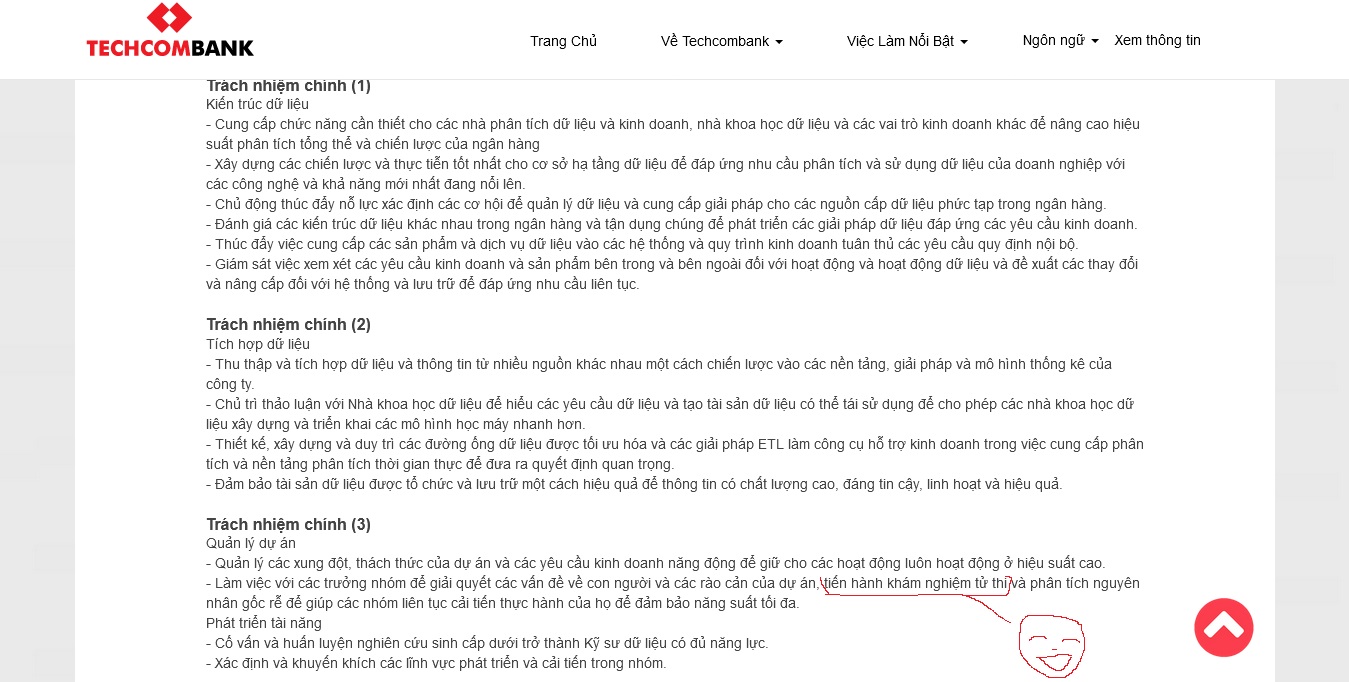 TECHCOMBANK
Trang Chủ
Về Techcombank
Việc Làm Nổi Bật
Ngôn ngữ
Xem thông tin
Trách nhiệm chính (1)
Kiến trúc dữ liệu
- Cung cấp chức năng cần thiết cho các nhà phân tích dữ liệu và kinh doanh, nhà khoa học dữ liệu và các vai trò kinh doanh khác để nâng cao hiệu
suất phân tích tổng thể và chiến lược của ngân hàng
- Xây dựng các chiến lược và thực tiễn tốt nhất cho cơ sở hạ tầng dữ liệu để đáp ứng nhu cầu phân tích và sử dụng dữ liệu của doanh nghiệp với
các công nghệ và khả năng mới nhất đang nổi lên.
- Chủ động thúc đẩy nỗ lực xác định các cơ hội để quản lý dữ liệu và cung cấp giải pháp cho các nguồn cấp dữ liệu phức tạp trong ngân hàng.
- Đánh giá các kiến trúc dữ liệu khác nhau trong ngân hàng và tận dụng chúng để phát triển các giải pháp dữ liệu đáp ứng các yêu cầu kinh doanh.
- Thúc đẩy việc cung cấp các sản phẩm và dịch vụ dữ liệu vào các hệ thống và quy trình kinh doanh tuân thủ các yêu cầu quy định nội bộ.
- Giám sát việc xem xét các yêu cầu kinh doanh và sản phẩm bên trong và bên ngoài đối với hoạt động và hoạt động dữ liệu và đề xuất các thay đổi
và nâng cấp đối với hệ thống và lưu trữ để đáp ứng nhu cầu liên tục.
Trách nhiệm chính (2)
Tích hợp dữ liệu
- Thu thập và tích hợp dữ liệu và thông tin từ nhiều nguồn khác nhau một cách chiến lược vào các nền tảng, giải pháp và mô hình thống kê của
công ty.
- Chủ trì thảo luận với Nhà khoa học dữ liệu để hiểu các yêu cầu dữ liệu và tạo tài sản dữ liệu có thể tái sử dụng để cho phép các nhà khoa học dữ
liệu xây dựng và triển khai các mô hình học máy nhanh hơn.
- Thiết kế, xây dựng và duy trì các đường ống dữ liệu được tối ưu hóa và các giải pháp ETL làm công cụ hỗ trợ kinh doanh trong việc cung cấp phân
tích và nền tảng phân tích thời gian thực để đưa ra quyết định quan trọng.
- Đảm bảo tài sản dữ liệu được tổ chức và lưu trữ một cách hiệu quả để thông tin có chất lượng cao, đáng tin cậy, linh hoạt và hiệu quả.
Trách nhiệm chính (3)
Quản lý dự án
- Quản lý các xung đột, thách thức của dự án và các yêu cầu kinh doanh năng động để giữ cho các hoạt động luôn hoạt động ở hiệu suất cao.
- Làm việc với các trưởng nhóm để giải quyết các vấn đề về con người và các rào cản của dự án, tiến hành khám nghiệm tử thi và phân tích nguyên
nhân gốc rễ để giúp các nhóm liên tục cải tiến thực hành của họ để đảm bảo năng suất tối đa.
Phát triển tài năng
- Cố vấn và huấn luyện nghiên cứu sinh cấp dưới trở thành Kỹ sư dữ liệu có đủ năng lực.
- Xác định và khuyến khích các lĩnh vực phát triển và cải tiến trong nhóm.